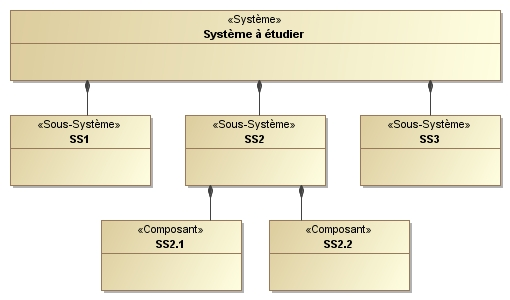 «Système»
Système à étudier
«Sous-Système»
SS1
«Sous-Système»
SS2
«Sous-Système»
SS3
«Composant»
SS2.1
«Composant»
SS2.2